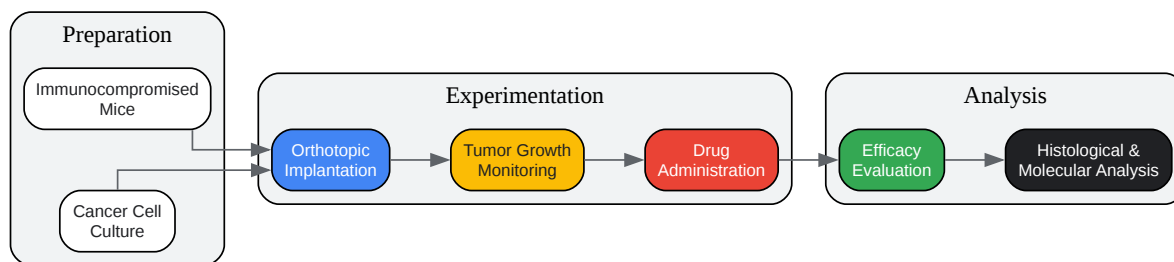 Preparation
Immunocompromised
Mice
Cancer Cell
Culture
Experimentation
Orthotopic
Implantation
Tumor Growth
Monitoring
Drug
Administration
Analysis
Efficacy
Evaluation
Histological &
Molecular Analysis